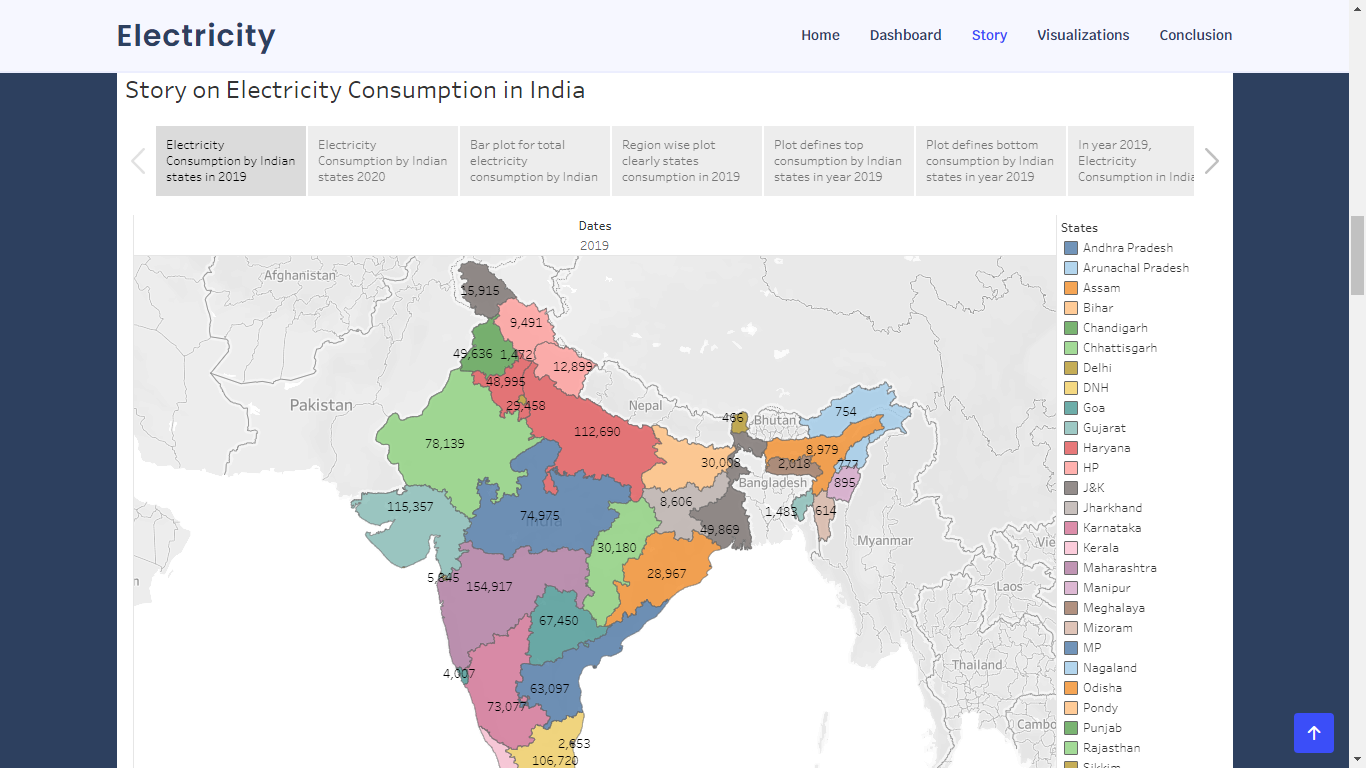 Electricity
Home Dashboard Story Visualizations Conclusion
Story on Electricity Consumption in India
Electricity
Consumption by Indian
states in 2019
Electricity
Consumption by Indian
states 2020
Bar plot for total
electricity
consumption by Indian
Region wise plot
clearly states
consumption in 2019
Plot defines top
consumption by Indian
states in year 2019
Plot defines bottom
consumption by Indian
states in year 2019
In year 2019,
Electricity
Consumption in India
Dates
2019
Afghanistan
15,915
9,491
49,636 1,472
12,899
48,995
Pakistan
29,458
Nepal
466
Bhutan
754
112,690
78,139
8,979
30,008
2,018
777
Bangladesh
895
115,357
8,606
1,483
614
74,975
India
49,869
Myanmar
30,180
5,845
28,967
154,917
Laos
67,450
Thailand
4,007
63,097
73,077
2,653
106,720
States
Andhra Pradesh
Arunachal Pradesh
Assam
Bihar
Chandigarh
Chhattisgarh
Delhi
DNH
Goa
Gujarat
Haryana
HP
J&K
Jharkhand
Karnataka
Kerala
Maharashtra
Manipur
Meghalaya
Mizoram
MP
Nagaland
Odisha
Pondy
Punjab
Rajasthan
Sikkim